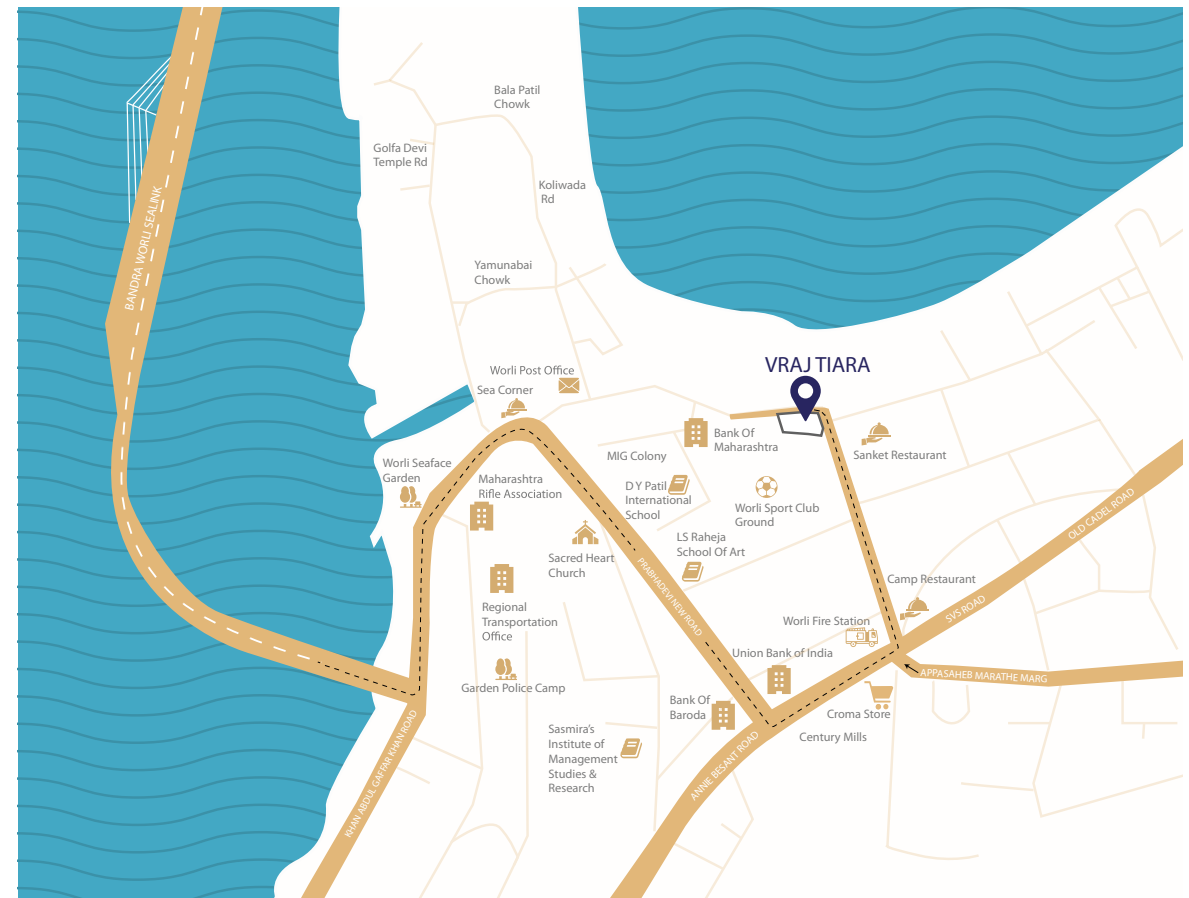 Bala Patil
Chowk
Golfa Devi
Temple Rd
Koliwada
Rd
BANDRA WORLI SEALINK
Yamunabai
Chowk
VRAJ TIARA
Worli Post Office
Sea Corner
Bank Of
Maharashtra
Sanket Restaurant
MIG Colony
Worli Seaface
Garden
Maharashtra
Rifle Association
D Y Patil
International
School
Worli Sport Club
Ground
OLD CADEL ROAD
LS Raheja
School Of Art
Sacred Heart
Church
PRABHADEVI NEW ROAD
Camp Restaurant
SVS ROAD
Regional
Transportation
Office
Worli Fire Station
Union Bank of India
APPASAHEB MARATHE MARG
Garden Police Camp
Bank Of
Baroda
Croma Store
Century Mills
Sasmira's
Institute of
Management
Studies &
Research
KHAN ABDUL GAFFAR KHAN ROAD
ANNIE BESANT ROAD